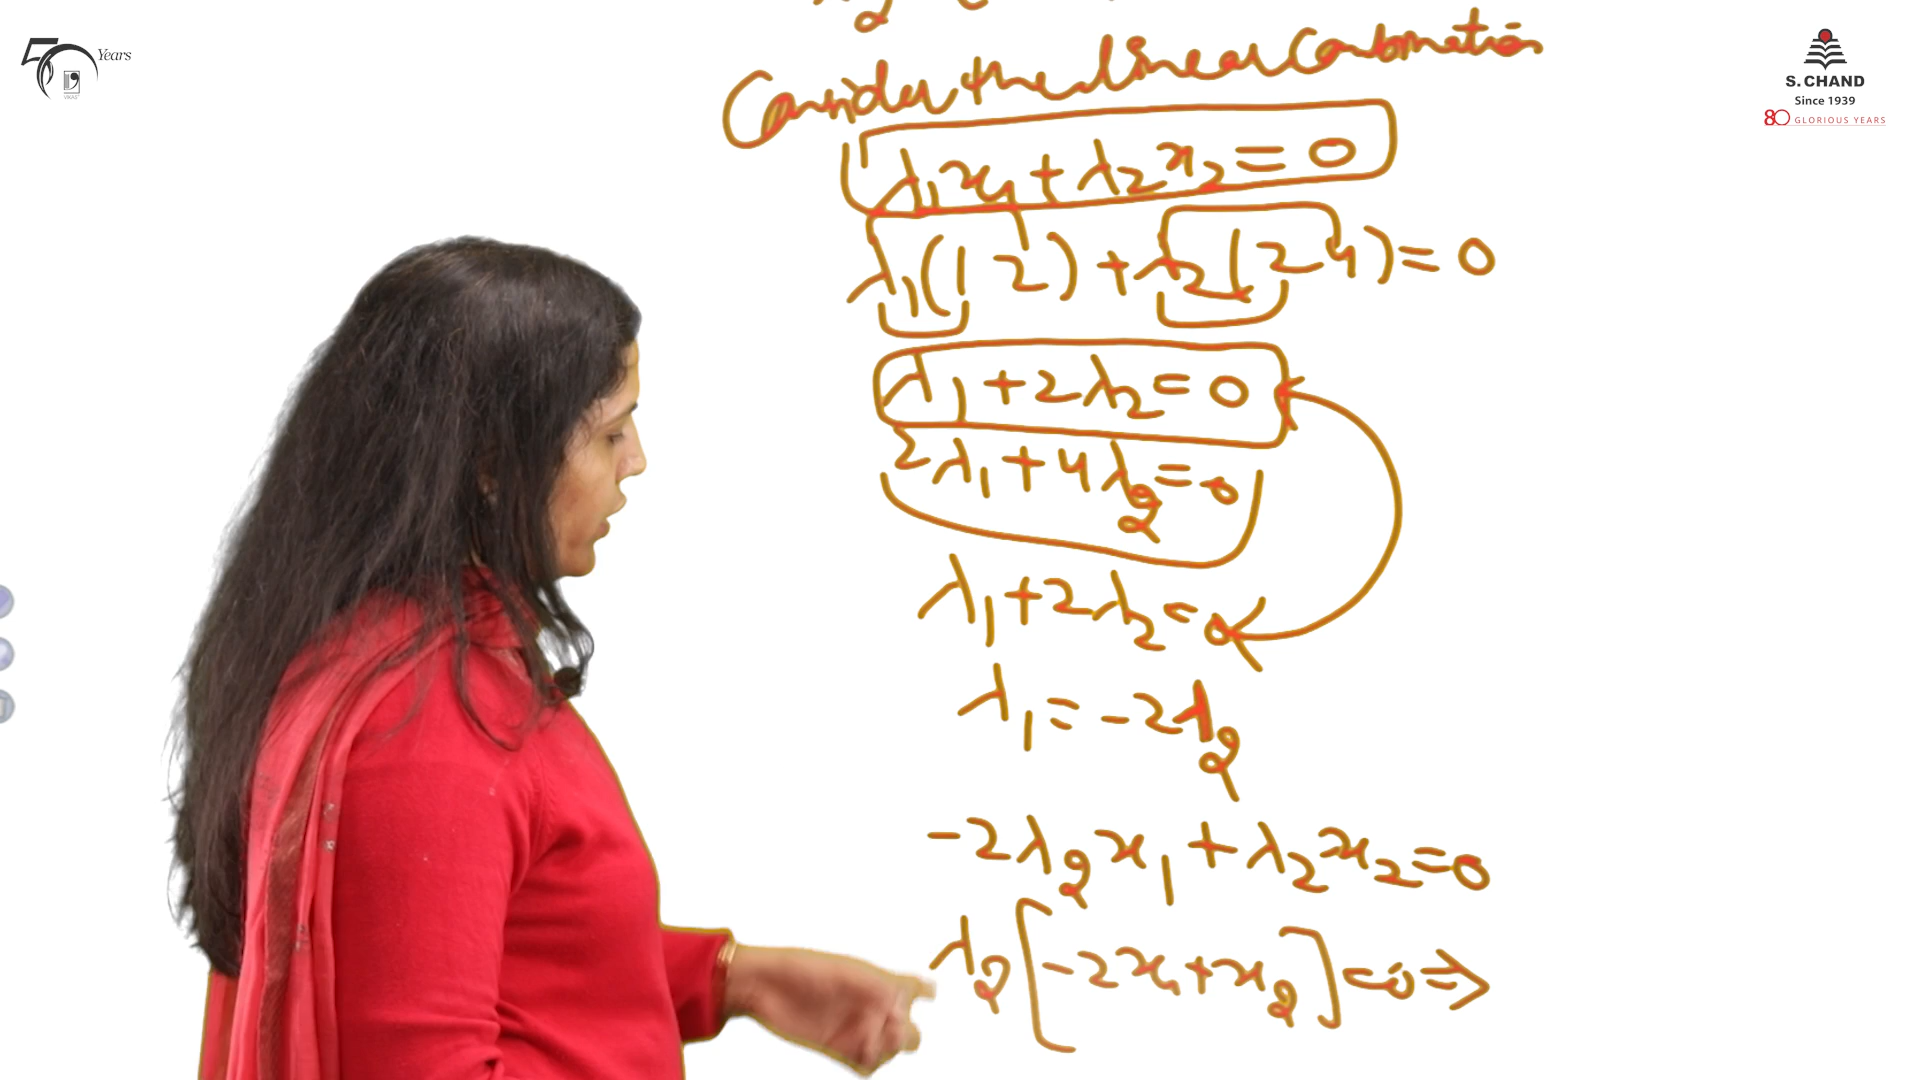 50 Years
VIKAS
S. CHAND
Since 1939
80 GLORIOUS YEARS
Consider the linear Combination
λ₁x₁ + λ₂x₂ = 0
λ₁(1 2) + λ₂(2 4) = 0
λ₁ + 2λ₂ = 0
2λ₁ + 4λ₂ = 0
λ₁ + 2λ₂ = 0
λ₁ = -2λ₂
-2λ₂x₁ + λ₂x₂ = 0
λ₂[-2x₁ + x₂] = 0 ⇒